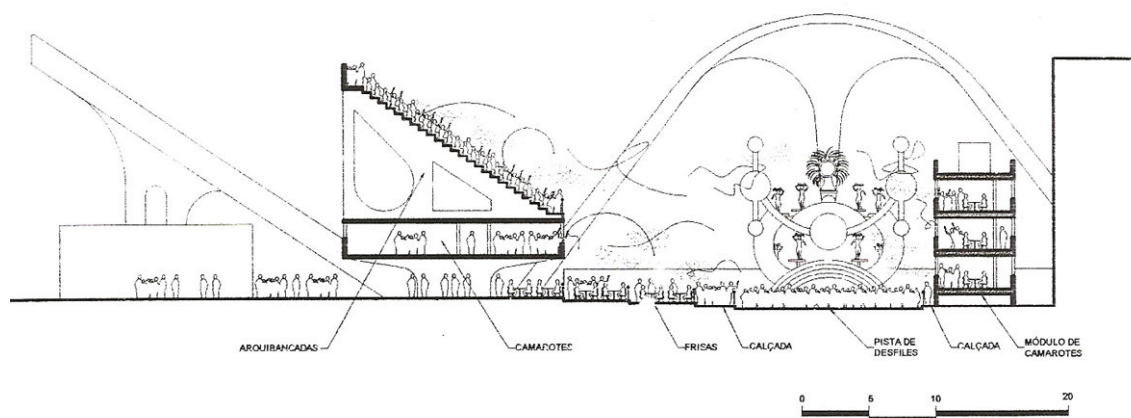 ARQUIBANCADAS
CAMAROTES
FRISAS
CALÇADA
PISTA DE
DESFILES
CALÇADA
MÓDULO DE
CAMAROTES
0 5 10 20